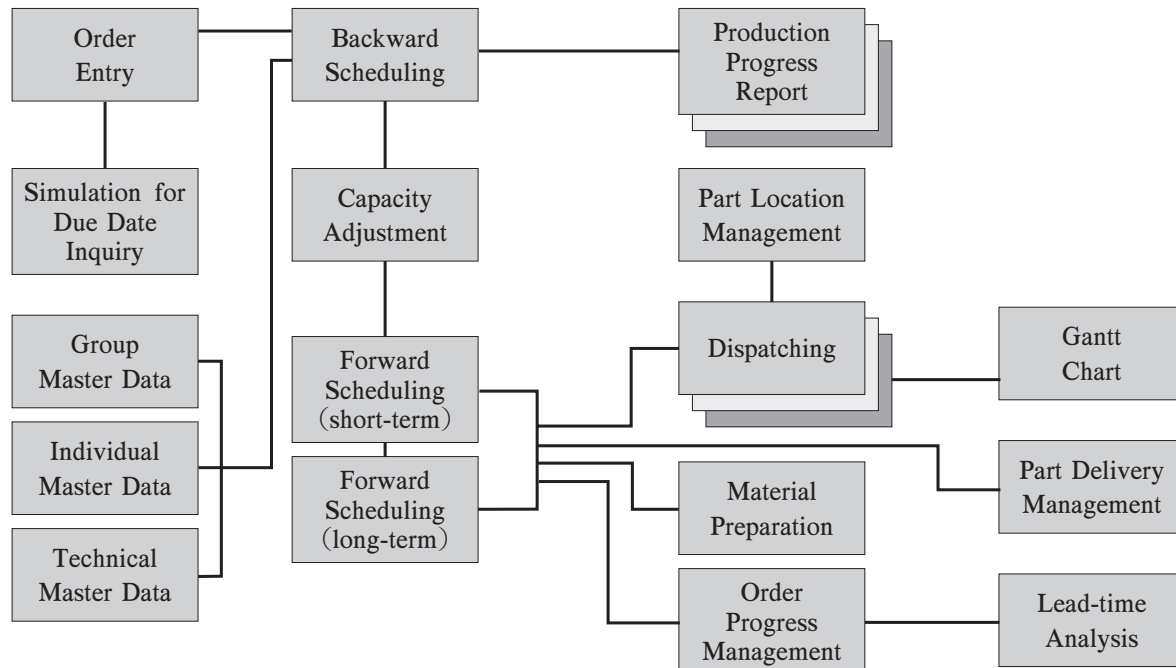 Order
Entry
Backward
Scheduling
Production
Progress
Report
Simulation for
Due Date
Inquiry
Capacity
Adjustment
Part Location
Management
Group
Master Data
Forward
Scheduling
（short-term）
Dispatching
Gantt
Chart
Individual
Master Data
Forward
Scheduling
（long-term）
Material
Preparation
Part Delivery
Management
Technical
Master Data
Order
Progress
Management
Lead-time
Analysis